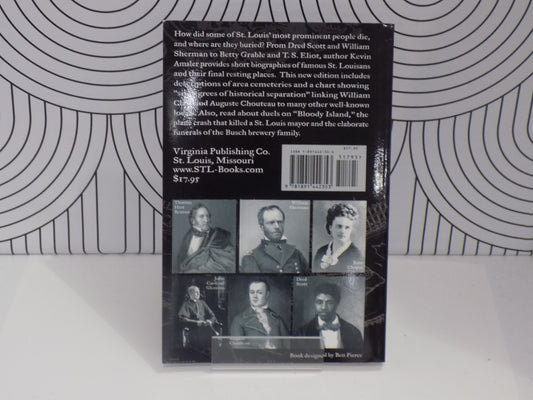 How did some of St. Louis' most prominent people die,
and where are they buried? From Dred Scott and William
Sherman to Betty Grable and T. S. Eliot, author Kevin
Amsler provides short biographies of famous St. Louisans
and their final resting places. This new edition includes
descriptions of area cemeteries and a chart showing
"six degrees of historical separation" linking William
Clark and Auguste Chouteau to many other well-known
locals. Also, read about duels on "Bloody Island," the
plane crash that killed a St. Louis mayor and the elaborate
funerals of the Busch brewery family.
Virginia Publishing Co.
St. Louis, Missouri
www.STL-Books.com
$17.95
51795
Thomas
Hart
Benton
William
Sherman
Kate
Chopin
John
Cardinal
Glennon
Chouteau
Dred
Scott
Book designed by Ben Pierce